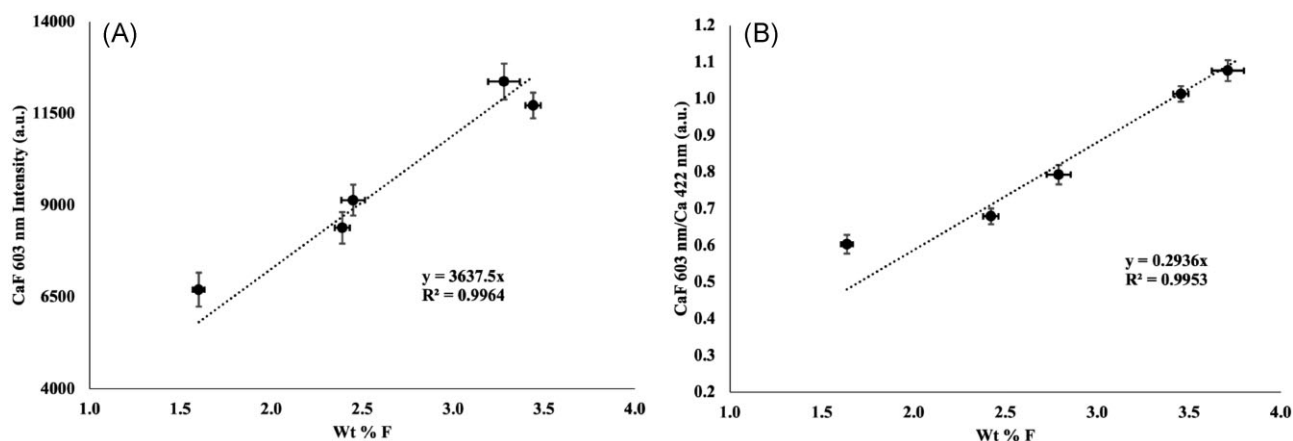 (A)
14000
11500
9000
6500
4000
CaF 603 nm Intensity (a.u.)
y = 3637.5x
R² = 0.9964
1.0 1.5 2.0 2.5 3.0 3.5 4.0
Wt % F
(B)
1.2
1.1
1.0
0.9
0.8
0.7
0.6
0.5
0.4
0.3
0.2
CaF 603 nm/Ca 422 nm (a.u.)
y = 0.2936x
R² = 0.9953
1.0 1.5 2.0 2.5 3.0 3.5 4.0
Wt % F